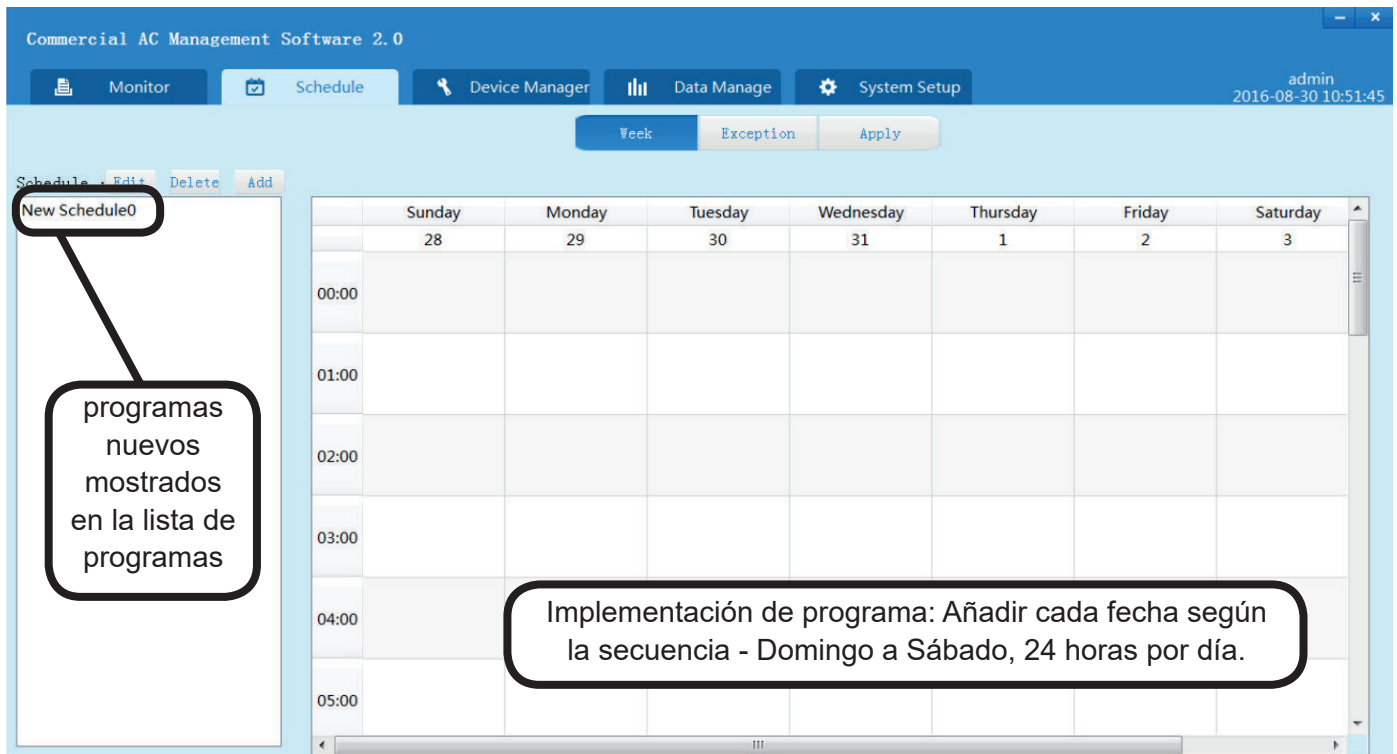 Commercial AC Management Software 2.0
Monitor Schedule Device Manager Data Manage System Setup
admin
2016-08-30 10:51:45
Week Exception Apply
Schedule Edit Delete Add
New Schedule0
Sunday Monday Tuesday Wednesday Thursday Friday Saturday
28 29 30 31 1 2 3
00:00
01:00
programas
nuevos
mostrados
en la lista de
programas
02:00
03:00
04:00
Implementación de programa: Añadir cada fecha según
la secuencia - Domingo a Sábado, 24 horas por día.
05:00